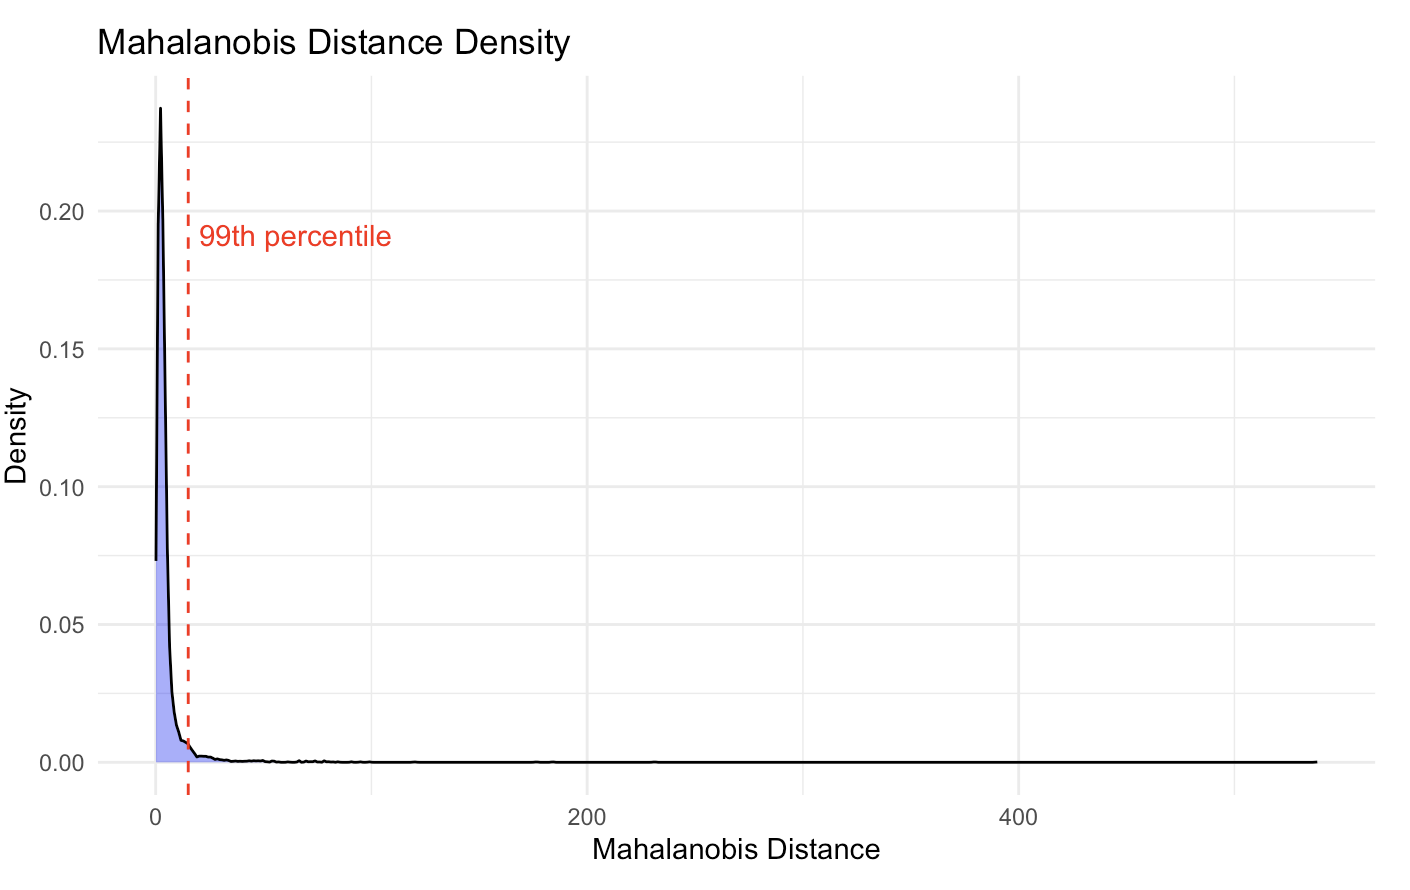 Mahalanobis Distance Density
99th percentile
Density
0.20
0.15
0.10
0.05
0.00
0
200
400
Mahalanobis Distance